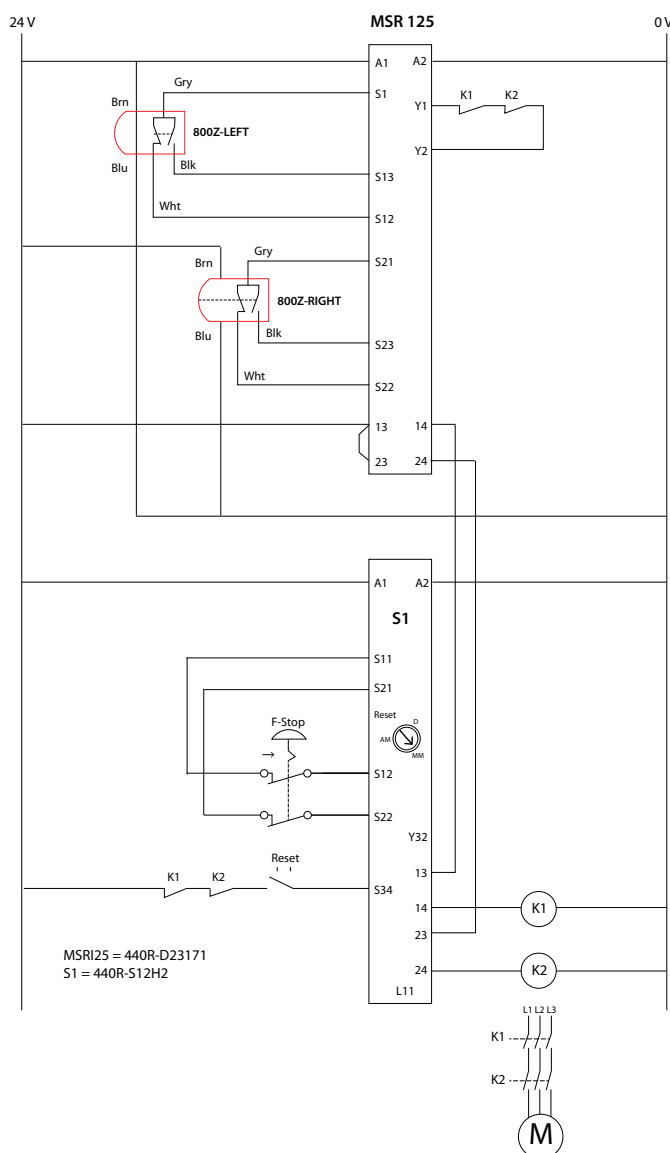 24 V
MSR 125
0 V
A1
A2
Gry
S1
K1
K2
Brn
Y1
800Z-LEFT
Y2
Blu
Blk
S13
Wht
S12
Gry
S21
Brn
800Z-RIGHT
Blu
Blk
S23
Wht
S22
13
14
23
24
A1
A2
S1
S11
S21
Reset
D
F-Stop
AM
MM
S12
S22
Y32
Reset
13
K1
K2
S34
14
K1
23
MSRI25 = 440R-D23171
S1 = 440R-S12H2
24
K2
L11
L1 L2 L3
K1
K2
M